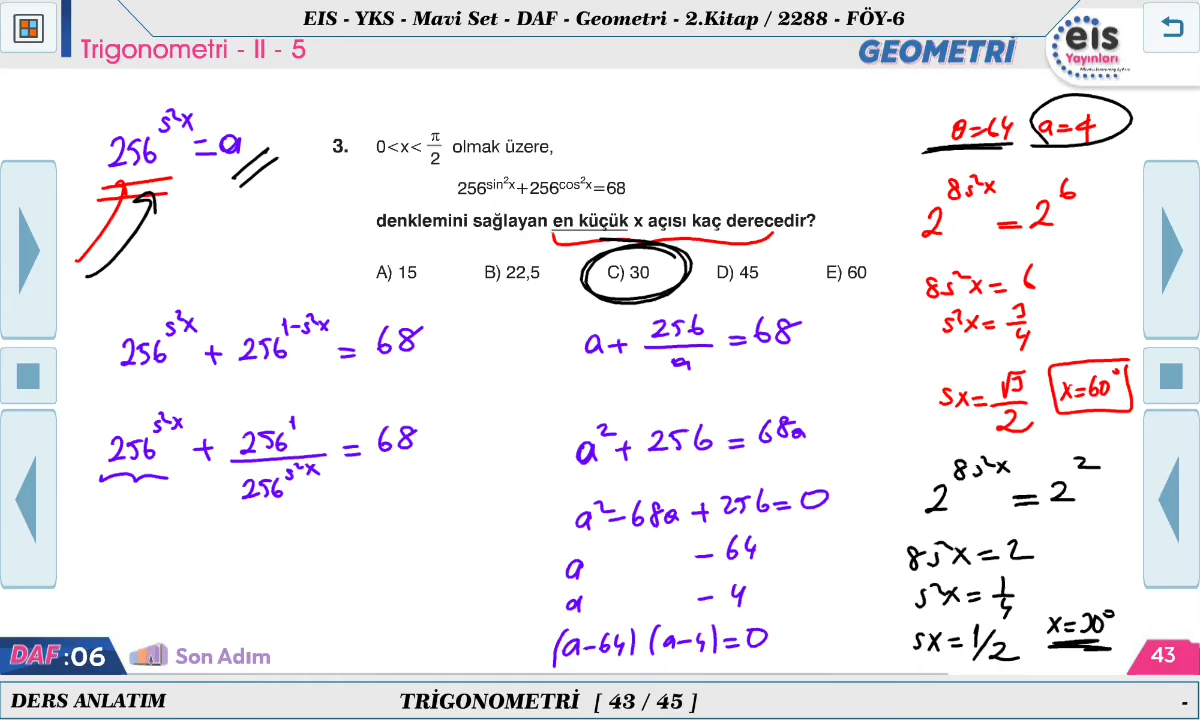 EIS - YKS - Mavi Set - DAF - Geometri - 2.Kitap / 2288 - FÖY-6
Trigonometri - II - 5
GEOMETRİ
eis
Yayınları
256^{s²x} = a
3. 0<x<π/2 olmak üzere,
256^{sin²x}+256^{cos²x}=68
denklemini sağlayan en küçük x açısı kaç derecedir?
A) 15 B) 22,5 C) 30 D) 45 E) 60
256^{s²x} + 256^{1-s²x} = 68
256^{s²x} + 256^1/256^{s²x} = 68
a + 256/a = 68
a² + 256 = 68a
a² - 68a + 256 = 0
a - 64
a - 4
(a-64) (a-4) = 0
a=64 a=4
2^{8s²x} = 2^6
8s²x = 6
s²x = 3/4
sx = √3/2 x=60°
2^{8s²x} = 2^2
8s²x = 2
s²x = 1/4
sx = 1/2 x=30°
DAF:06
Son Adım
43
DERS ANLATIM
TRİGONOMETRİ [ 43 / 45 ]
-